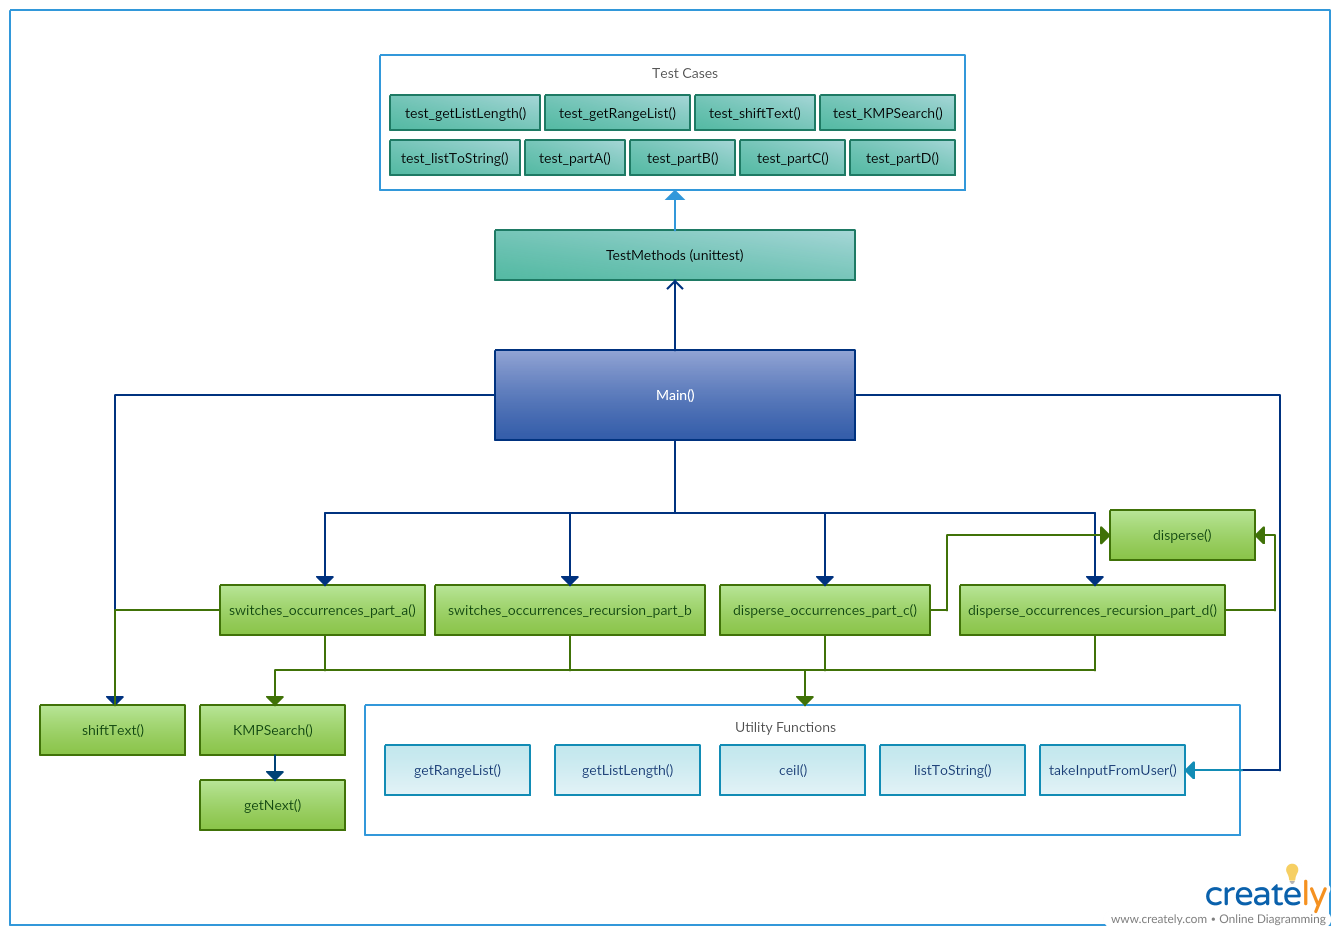 Test Cases
test_getListLength()
test_getRangeList()
test_shiftText()
test_KMPSearch()
test_listToString()
test_partA()
test_partB()
test_partC()
test_partD()
TestMethods (unittest)
Main()
disperse()
switches_occurrences_part_a()
switches_occurrences_recursion_part_b
disperse_occurrences_part_c()
disperse_occurrences_recursion_part_d()
shiftText()
KMPSearch()
getNext()
Utility Functions
getRangeList()
getListLength()
ceil()
listToString()
takeInputFromUser()
creately
www.creately.com • Online Diagramming